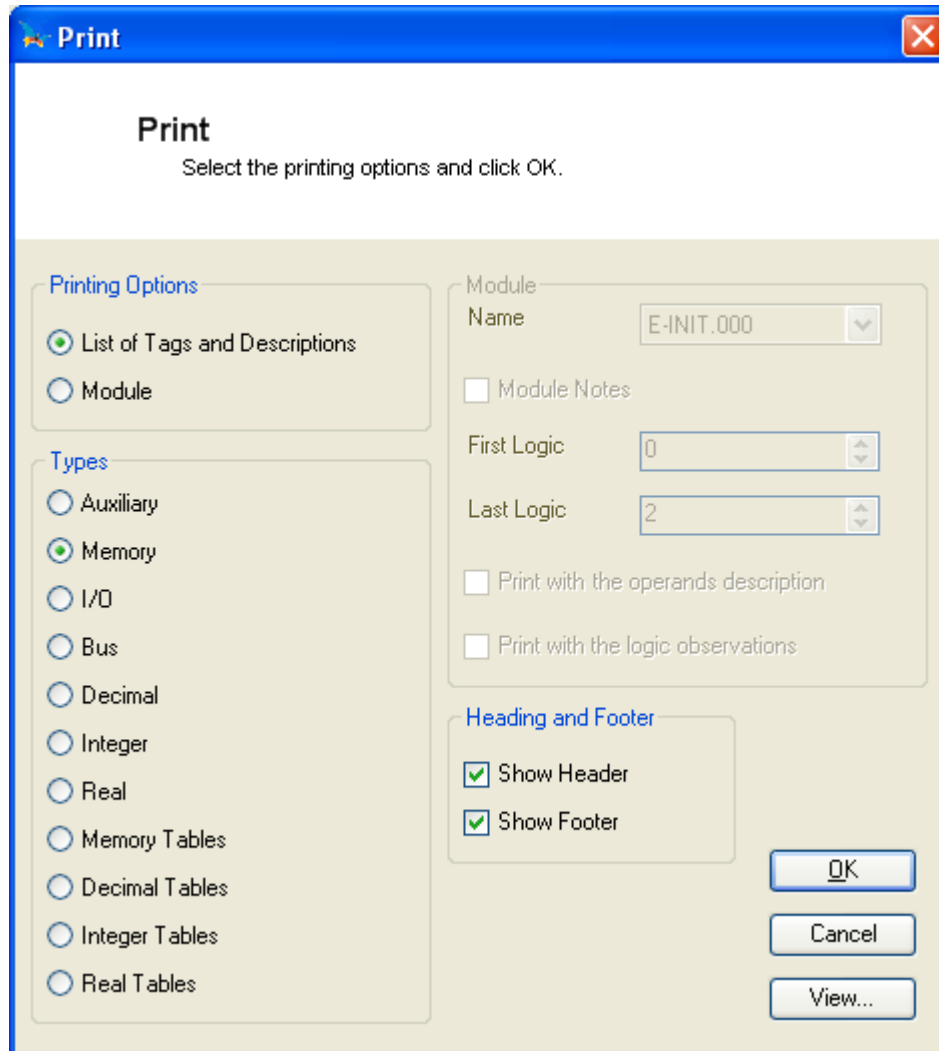 Print
Print
Select the printing options and click OK.
Printing Options
List of Tags and Descriptions
Module
Types
Auxiliary
Memory
I/O
Bus
Decimal
Integer
Real
Memory Tables
Decimal Tables
Integer Tables
Real Tables
Module
Name E-INIT.000
Module Notes
First Logic 0
Last Logic 2
Print with the operands description
Print with the logic observations
Heading and Footer
Show Header
Show Footer
OK
Cancel
View...